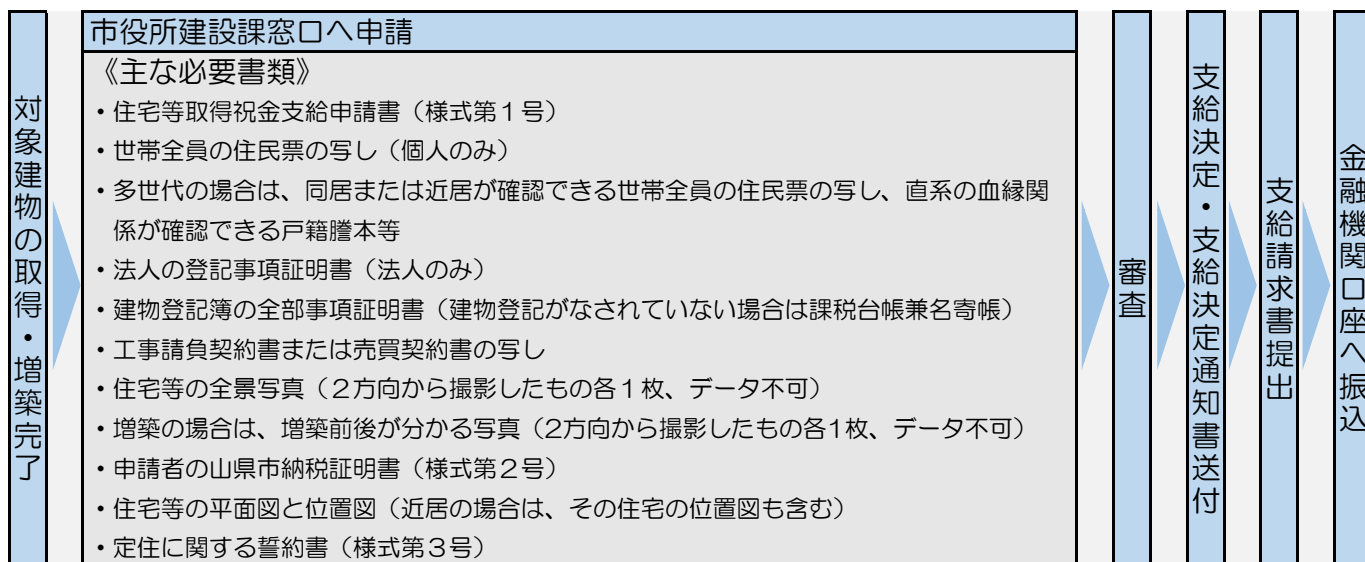 対象建物の取得・増築完了
市役所建設課窓口へ申請
《主な必要書類》
・住宅等取得祝金支給申請書（様式第１号）
・世帯全員の住民票の写し（個人のみ）
・多世代の場合は、同居または近居が確認できる世帯全員の住民票の写し、直系の血縁関
係が確認できる戸籍謄本等
・法人の登記事項証明書（法人のみ）
・建物登記簿の全部事項証明書（建物登記がなされていない場合は課税台帳兼名寄帳）
・工事請負契約書または売買契約書の写し
・住宅等の全景写真（２方向から撮影したもの各１枚、データ不可）
・増築の場合は、増築前後が分かる写真（2方向から撮影したもの各1枚、データ不可）
・申請者の山県市納税証明書（様式第２号）
・住宅等の平面図と位置図（近居の場合は、その住宅の位置図も含む）
・定住に関する誓約書（様式第３号）
審査
支給決定・支給決定通知書送付
支給請求書提出
金融機関口座へ振込